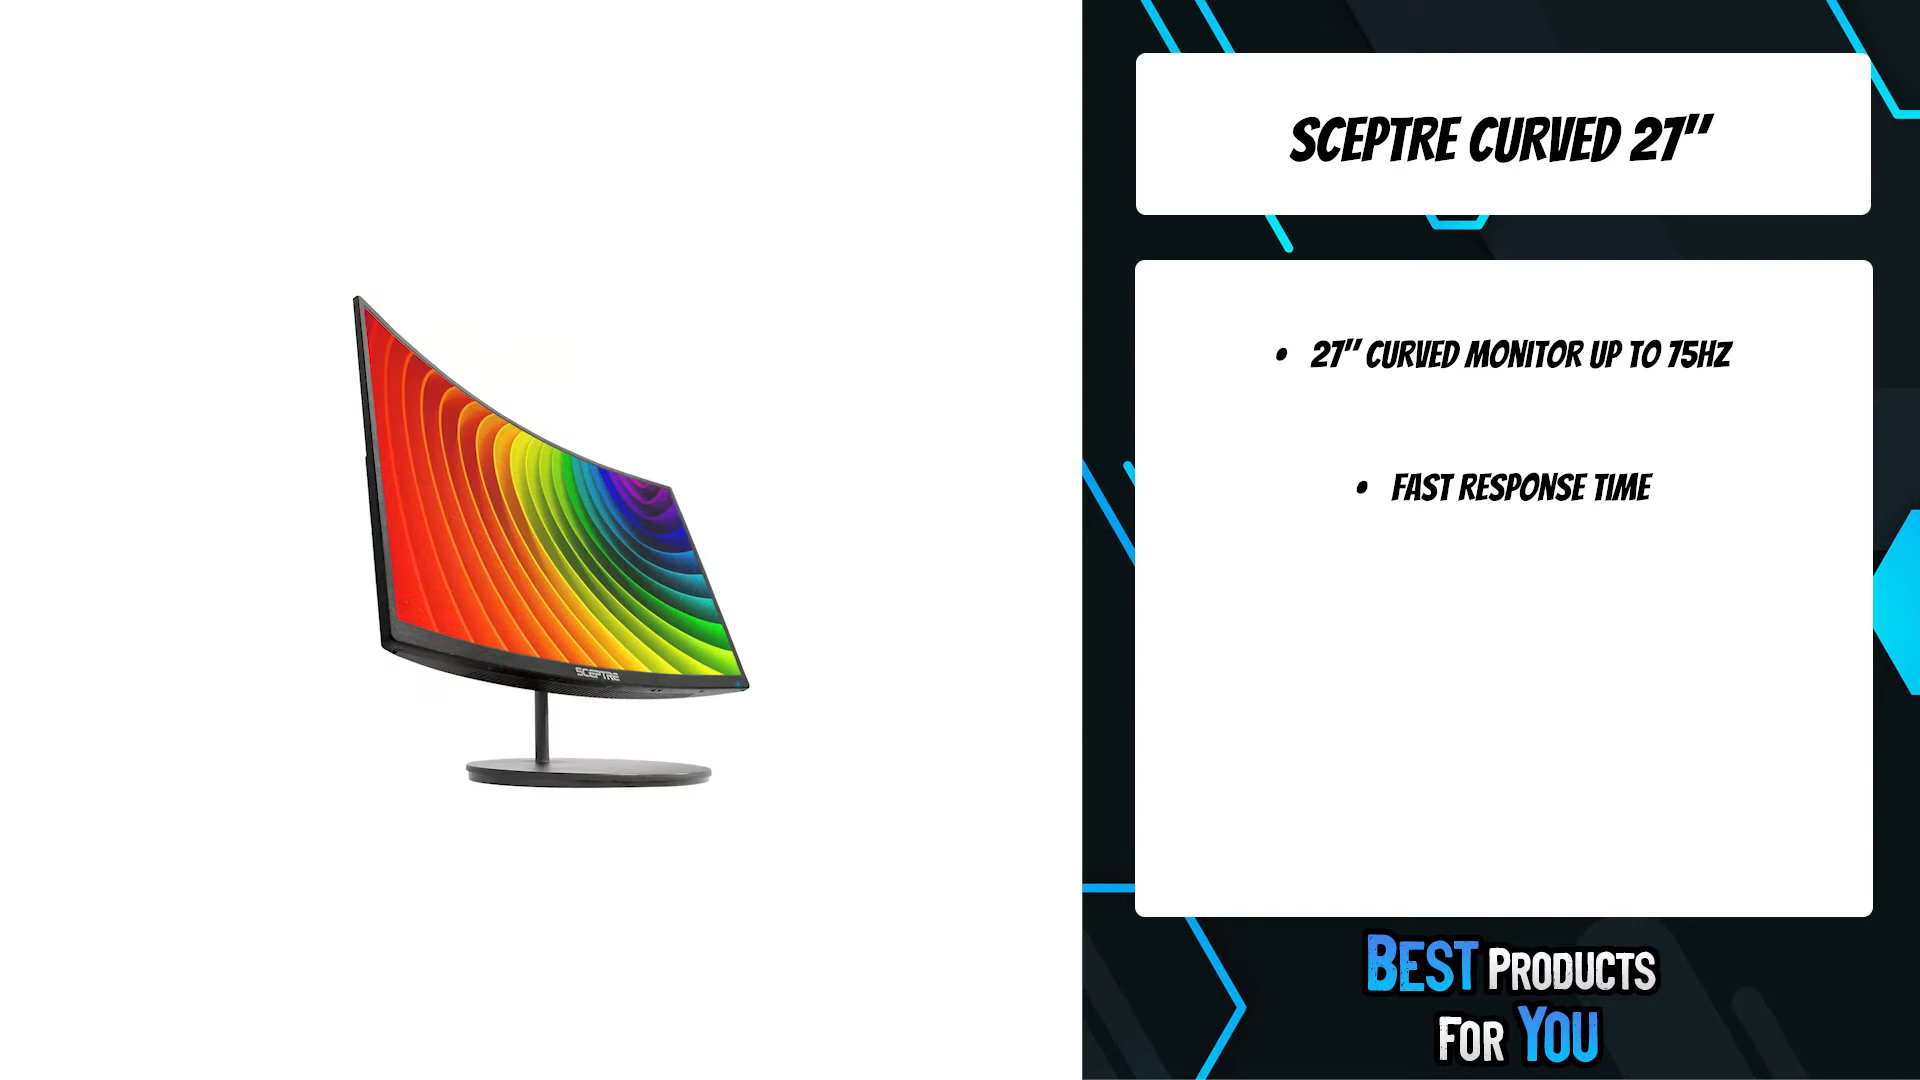 SCEPTRE CURVED 27"
• 27" CURVED MONITOR UP TO 75HZ
• FAST RESPONSE TIME
SCEPTRE
BEST PRODUCTS
FOR YOU